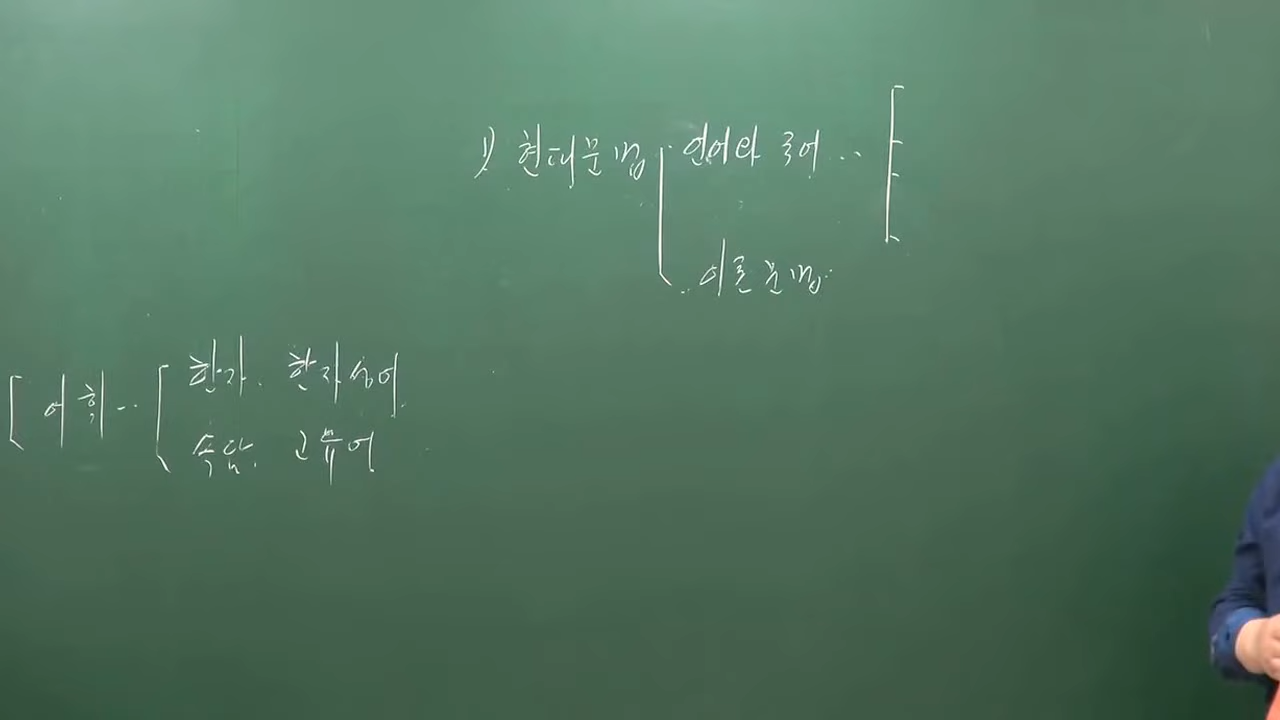 1) 현대문법 언어와 국어 ..
이론문법
어휘.. 한자. 한자성어
속담. 고유어